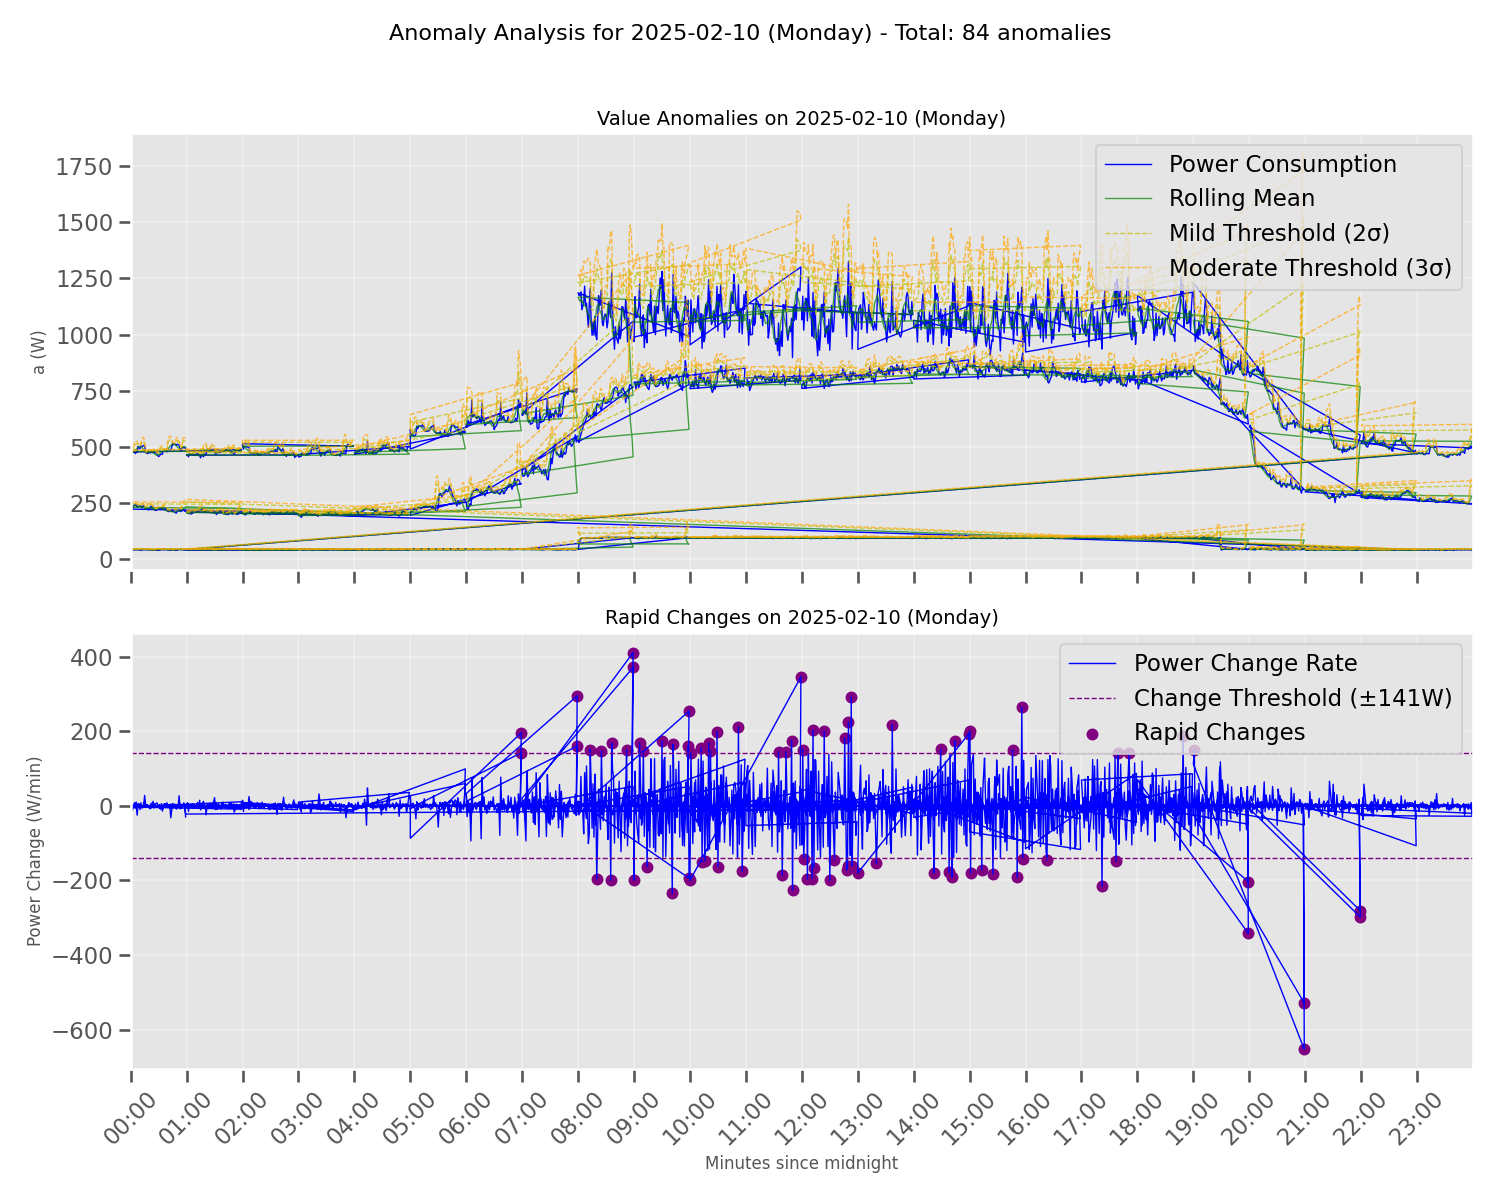 Anomaly Analysis for 2025-02-10 (Monday) - Total: 84 anomalies
Value Anomalies on 2025-02-10 (Monday)
a (W)
1750
1500
1250
1000
750
500
250
0
Power Consumption
Rolling Mean
Mild Threshold (2σ)
Moderate Threshold (3σ)
Rapid Changes on 2025-02-10 (Monday)
Power Change (W/min)
400
200
0
−200
−400
−600
Power Change Rate
Change Threshold (±141W)
Rapid Changes
00:00
01:00
02:00
03:00
04:00
05:00
06:00
07:00
08:00
09:00
10:00
11:00
12:00
13:00
14:00
15:00
16:00
17:00
18:00
19:00
20:00
21:00
22:00
23:00
Minutes since midnight